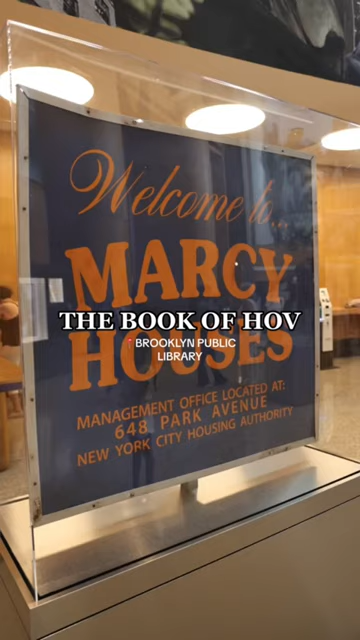 Welcome to...
MARCY
THE BOOK OF HOV
HOUSES
BROOKLYN PUBLIC
LIBRARY
MANAGEMENT OFFICE LOCATED AT:
648 PARK AVENUE
NEW YORK CITY HOUSING AUTHORITY